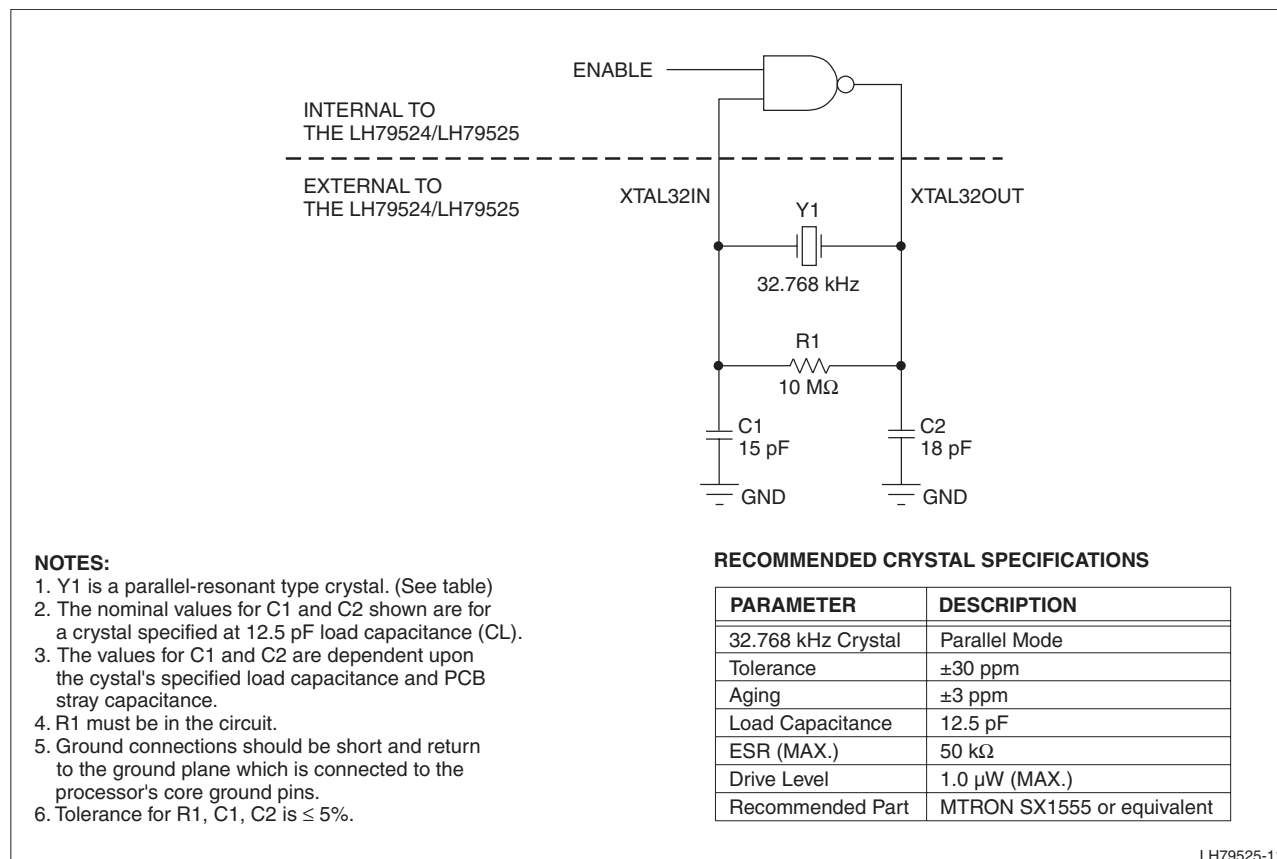 ENABLE
INTERNAL TO
THE LH79524/LH79525
EXTERNAL TO
THE LH79524/LH79525
XTAL32IN
XTAL32OUT
Y1
32.768 kHz
R1
10 MΩ
C1
15 pF
C2
18 pF
GND
GND
NOTES:
1. Y1 is a parallel-resonant type crystal. (See table)
2. The nominal values for C1 and C2 shown are for
a crystal specified at 12.5 pF load capacitance (CL).
3. The values for C1 and C2 are dependent upon
the cystal's specified load capacitance and PCB
stray capacitance.
4. R1 must be in the circuit.
5. Ground connections should be short and return
to the ground plane which is connected to the
processor's core ground pins.
6. Tolerance for R1, C1, C2 is ≤ 5%.
RECOMMENDED CRYSTAL SPECIFICATIONS
PARAMETER DESCRIPTION
32.768 kHz Crystal Parallel Mode
Tolerance ±30 ppm
Aging ±3 ppm
Load Capacitance 12.5 pF
ESR (MAX.) 50 kΩ
Drive Level 1.0 µW (MAX.)
Recommended Part MTRON SX1555 or equivalent